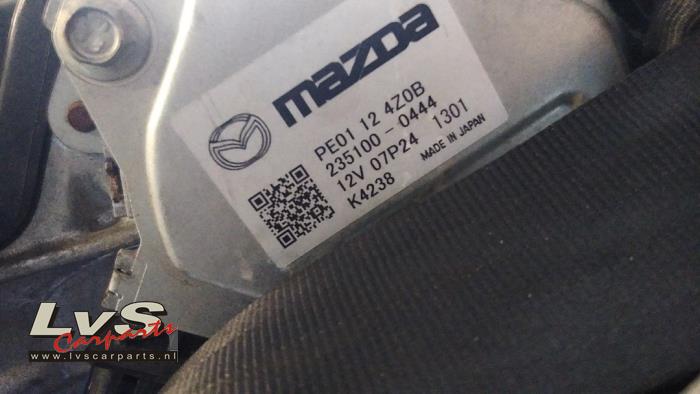 mazda
PE01 12 4Z0B
235100-0444
12V 07P24 1301
K4238 MADE IN JAPAN
LvS
Carparts
www.lvscarparts.nl